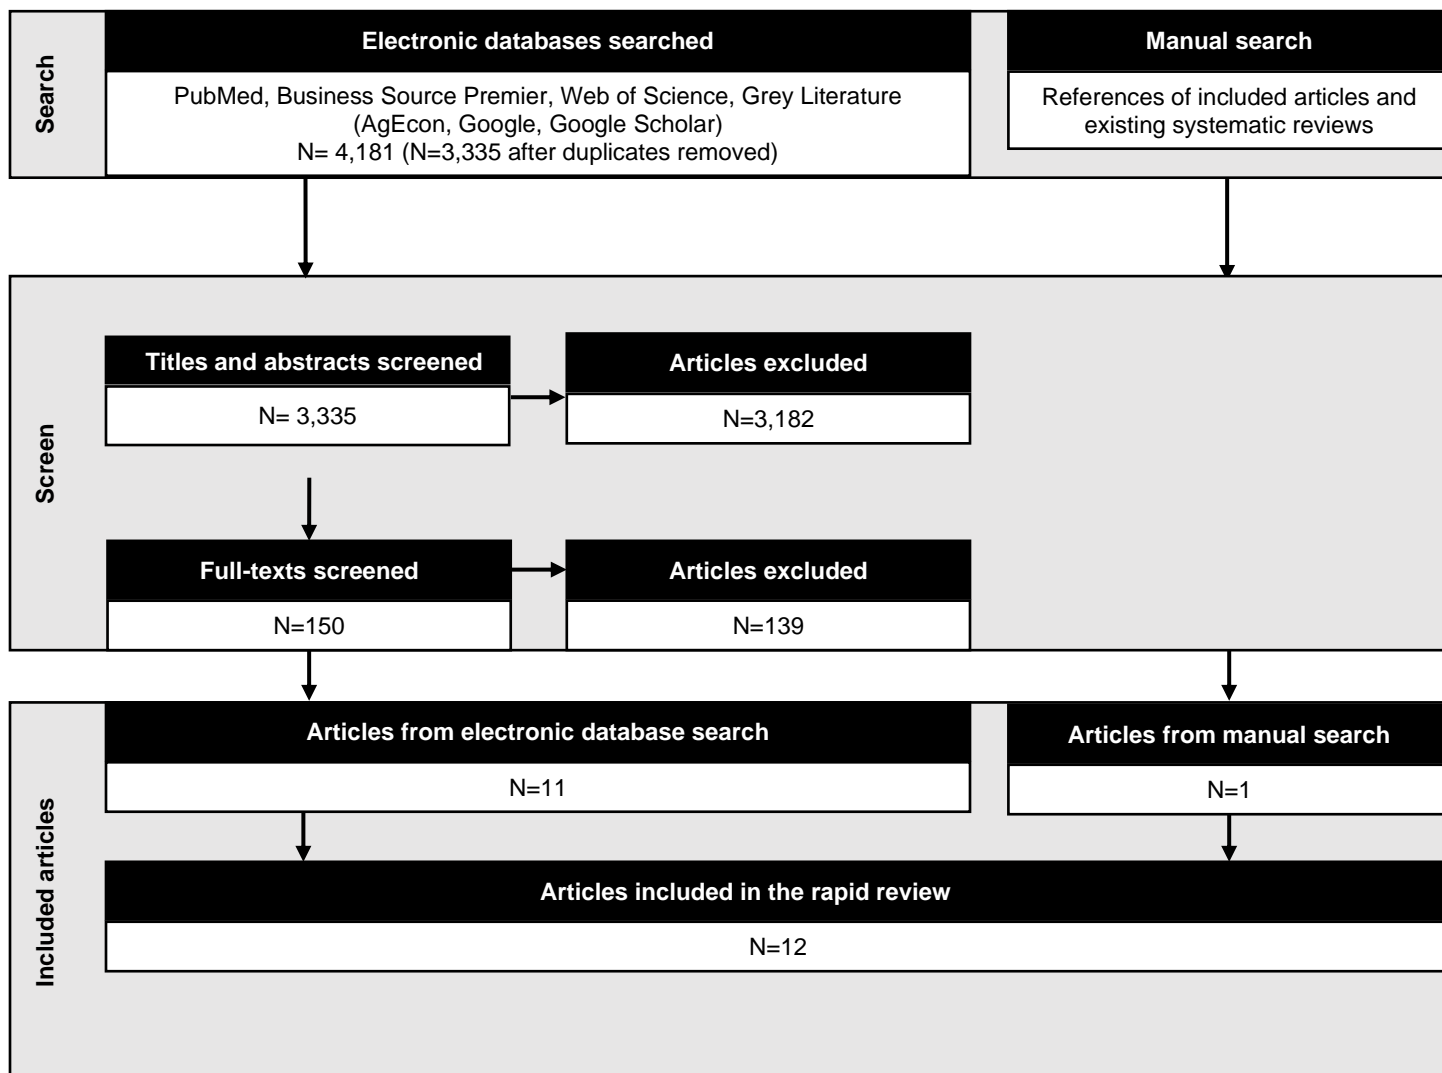 Search
Electronic databases searched
PubMed, Business Source Premier, Web of Science, Grey Literature
(AgEcon, Google, Google Scholar)
N= 4,181 (N=3,335 after duplicates removed)
Manual search
References of included articles and
existing systematic reviews
Screen
Titles and abstracts screened
N= 3,335
Articles excluded
N=3,182
Full-texts screened
N=150
Articles excluded
N=139
Included articles
Articles from electronic database search
N=11
Articles from manual search
N=1
Articles included in the rapid review
N=12